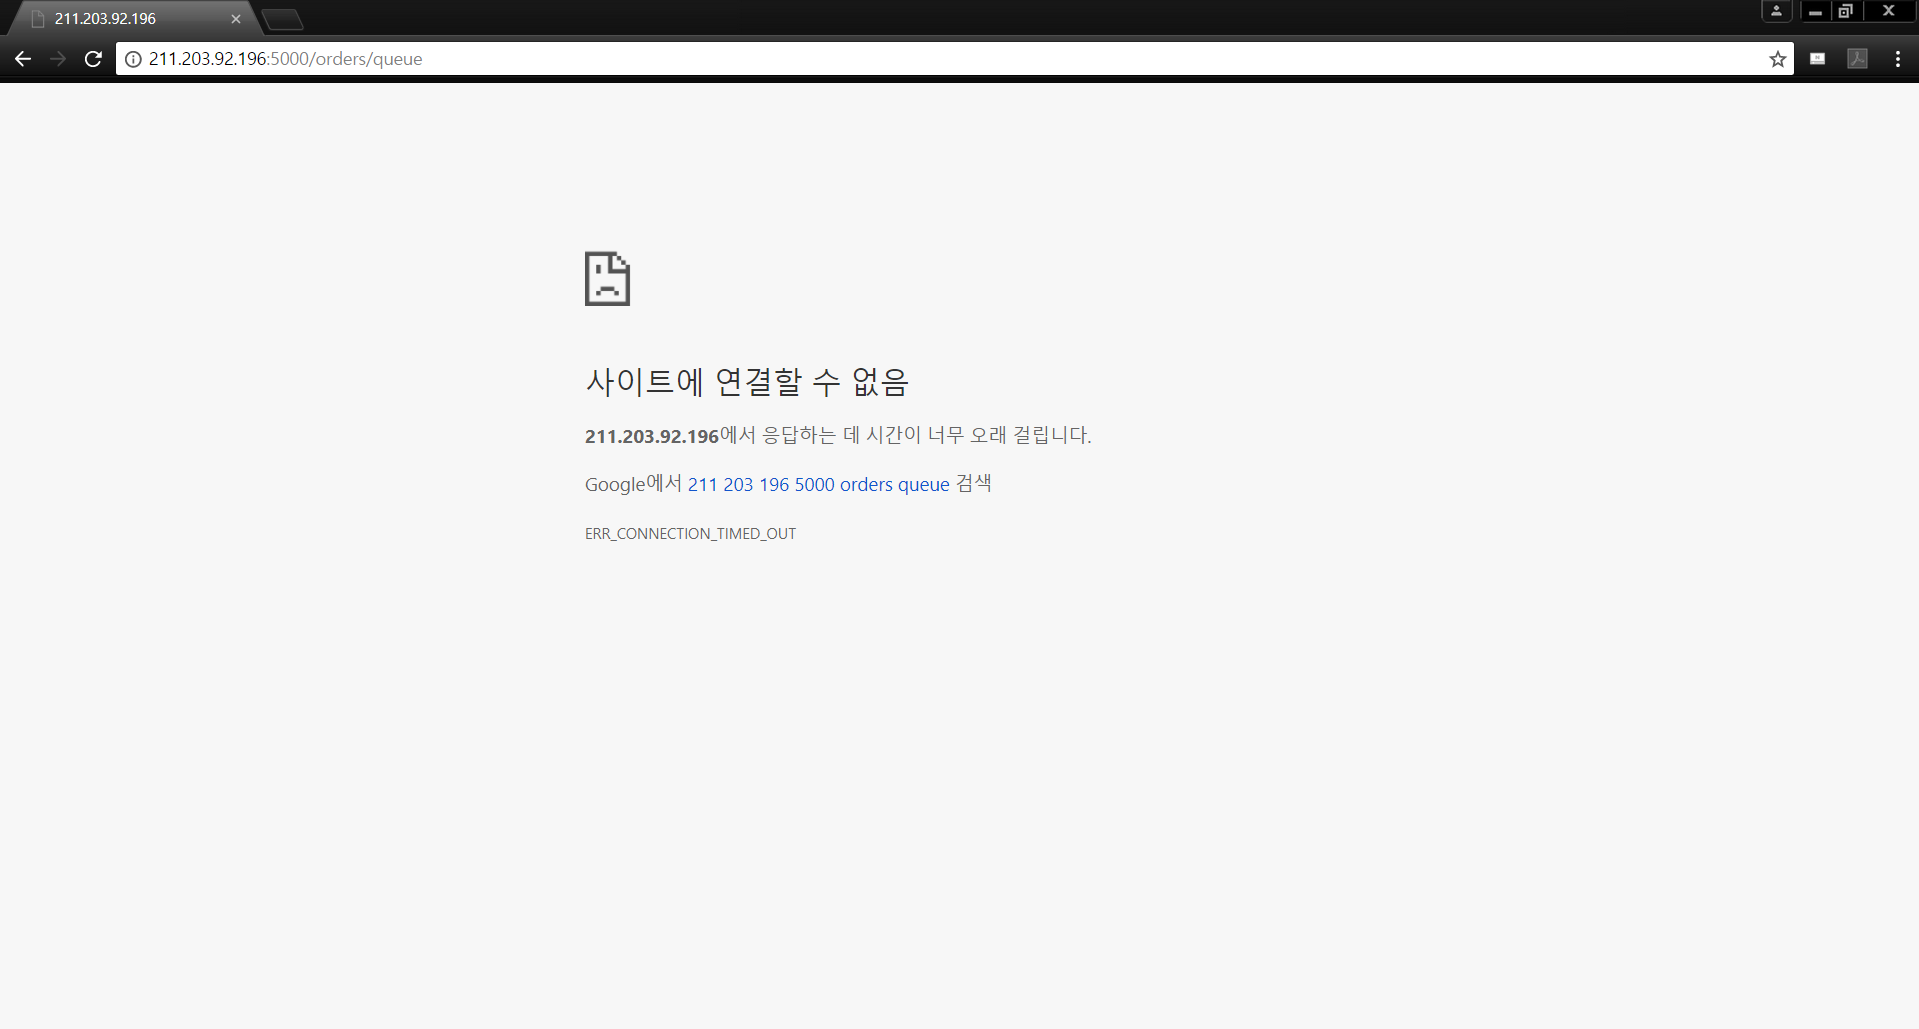 211.203.92.196
211.203.92.196:5000/orders/queue
사이트에 연결할 수 없음
211.203.92.196에서 응답하는 데 시간이 너무 오래 걸립니다.
Google에서 211 203 196 5000 orders queue 검색
ERR_CONNECTION_TIMED_OUT